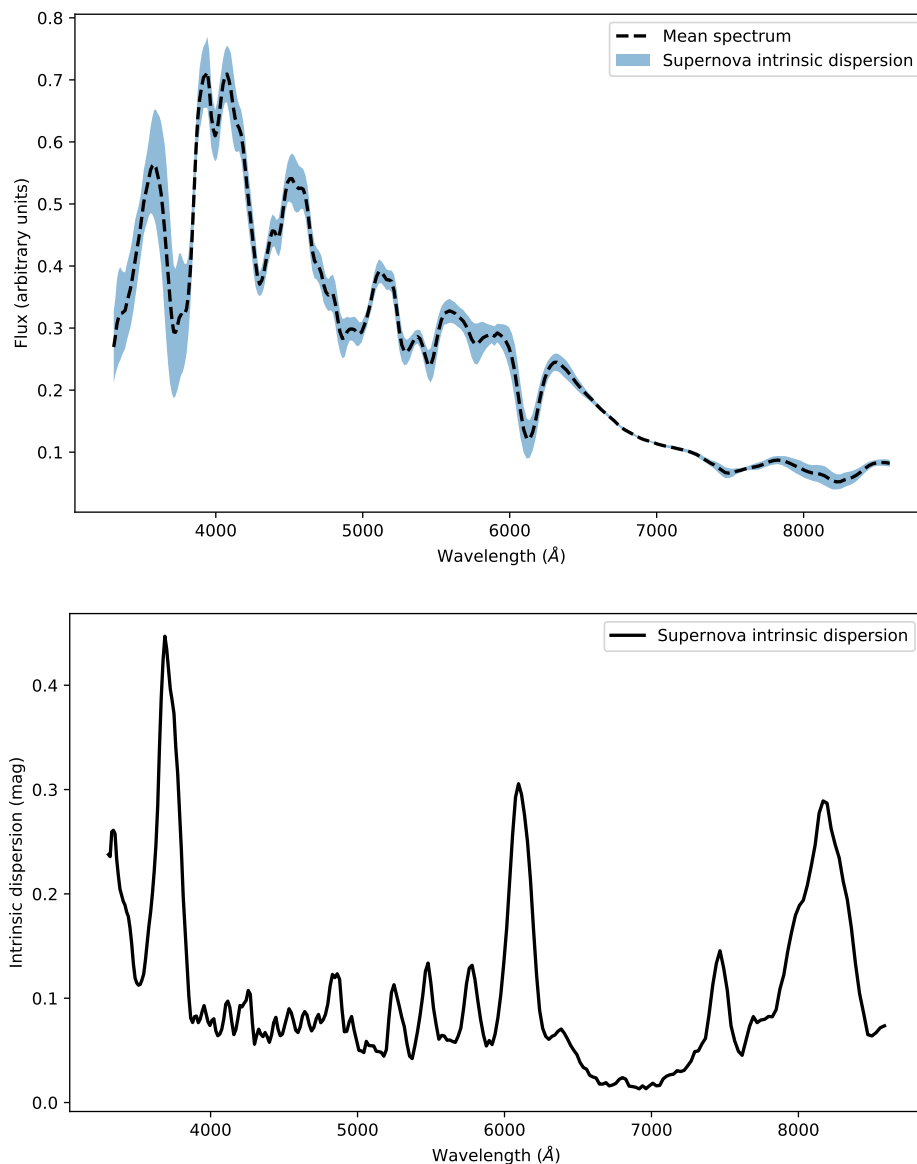 0.8
0.7
0.6
0.5
0.4
0.3
0.2
0.1
Flux (arbitrary units)
Mean spectrum
Supernova intrinsic dispersion
4000 5000 6000 7000 8000
Wavelength (Å)
0.4
0.3
0.2
0.1
0.0
Intrinsic dispersion (mag)
Supernova intrinsic dispersion
4000 5000 6000 7000 8000
Wavelength (Å)